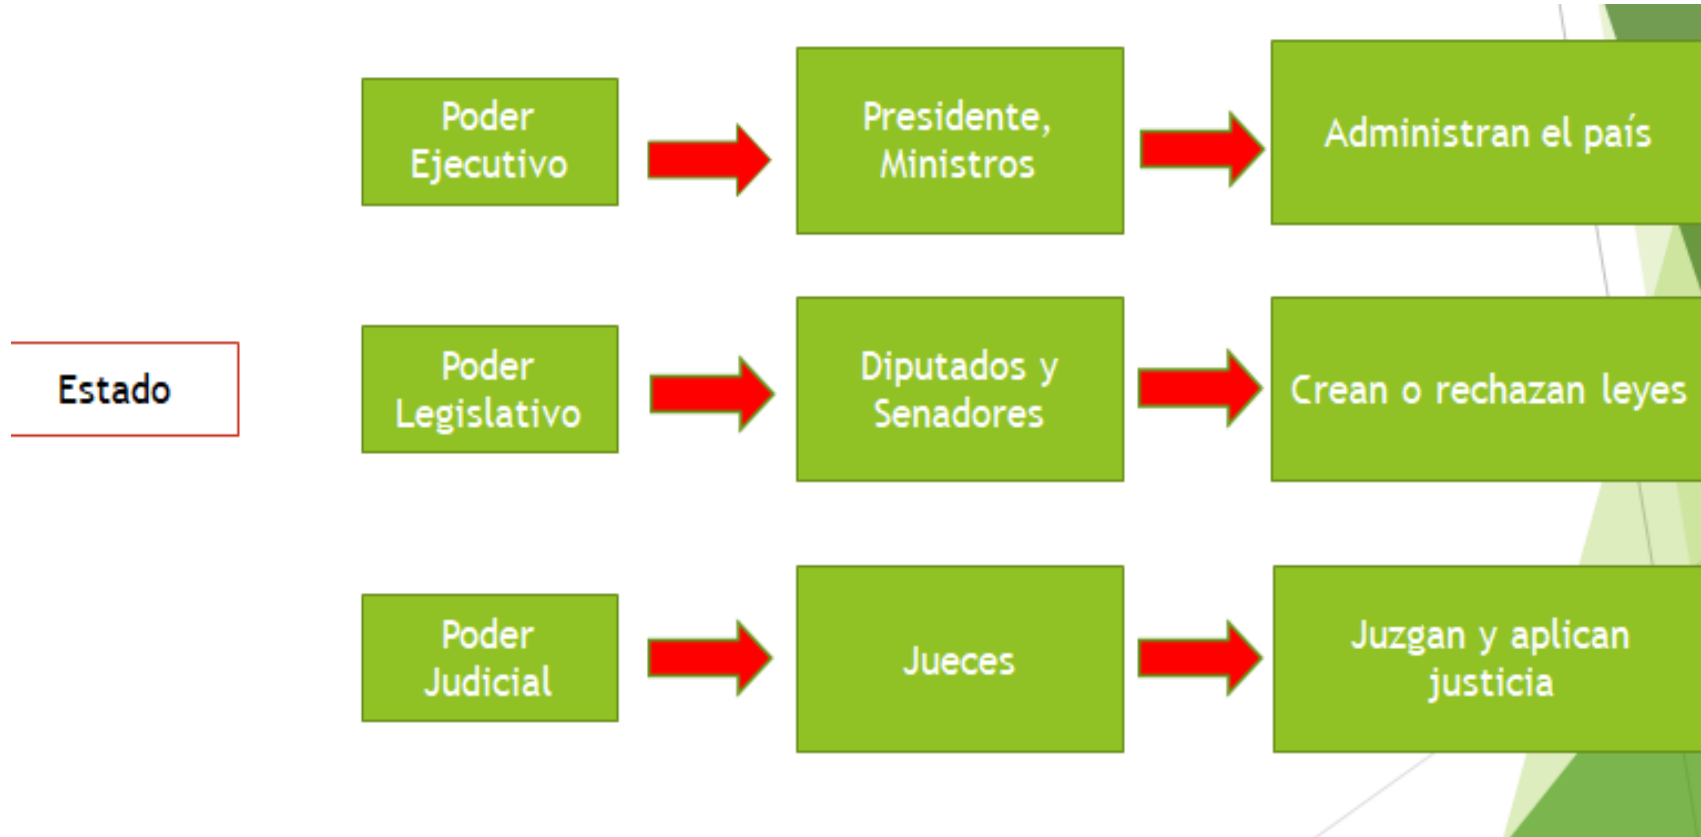 Estado
Poder
Ejecutivo
Presidente,
Ministros
Administran el país
Poder
Legislativo
Diputados y
Senadores
Crean o rechazan leyes
Poder
Judicial
Jueces
Juzgan y aplican
justicia